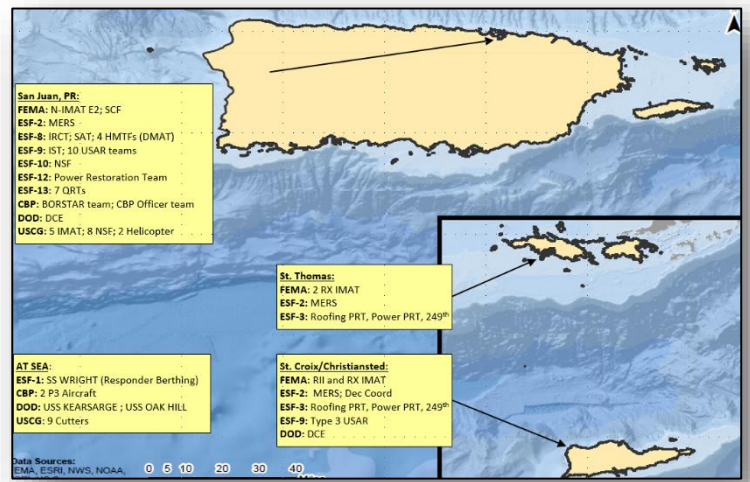 San Juan, PR:
FEMA: N-IMAT E2; SCF
ESF-2: MERS
ESF-8: IRCT; SAT; 4 HMTFs (DMAT)
ESF-9: IST; 10 USAR teams
ESF-10: NSF
ESF-12: Power Restoration Team
ESF-13: 7 QRTs
CBP: BORSTAR team; CBP Officer team
DOD: DCE
USCG: 5 IMAT; 8 NSF; 2 Helicopter
St. Thomas:
FEMA: 2 RX IMAT
ESF-2: MERS
ESF-3: Roofing PRT, Power PRT, 249th
AT SEA:
ESF-1: SS WRIGHT (Responder Berthing)
CBP: 2 P3 Aircraft
DOD: USS KEARSARGE ; USS OAK HILL
USCG: 9 Cutters
St. Croix/Christiansted:
FEMA: RII and RX IMAT
ESF-2: MERS; Dec Coord
ESF-3: Roofing PRT, Power PRT, 249th
ESF-9: Type 3 USAR
DOD: DCE
Data Sources:
EMA, ESRI, NWS, NOAA,
0 5 10 20 30 40